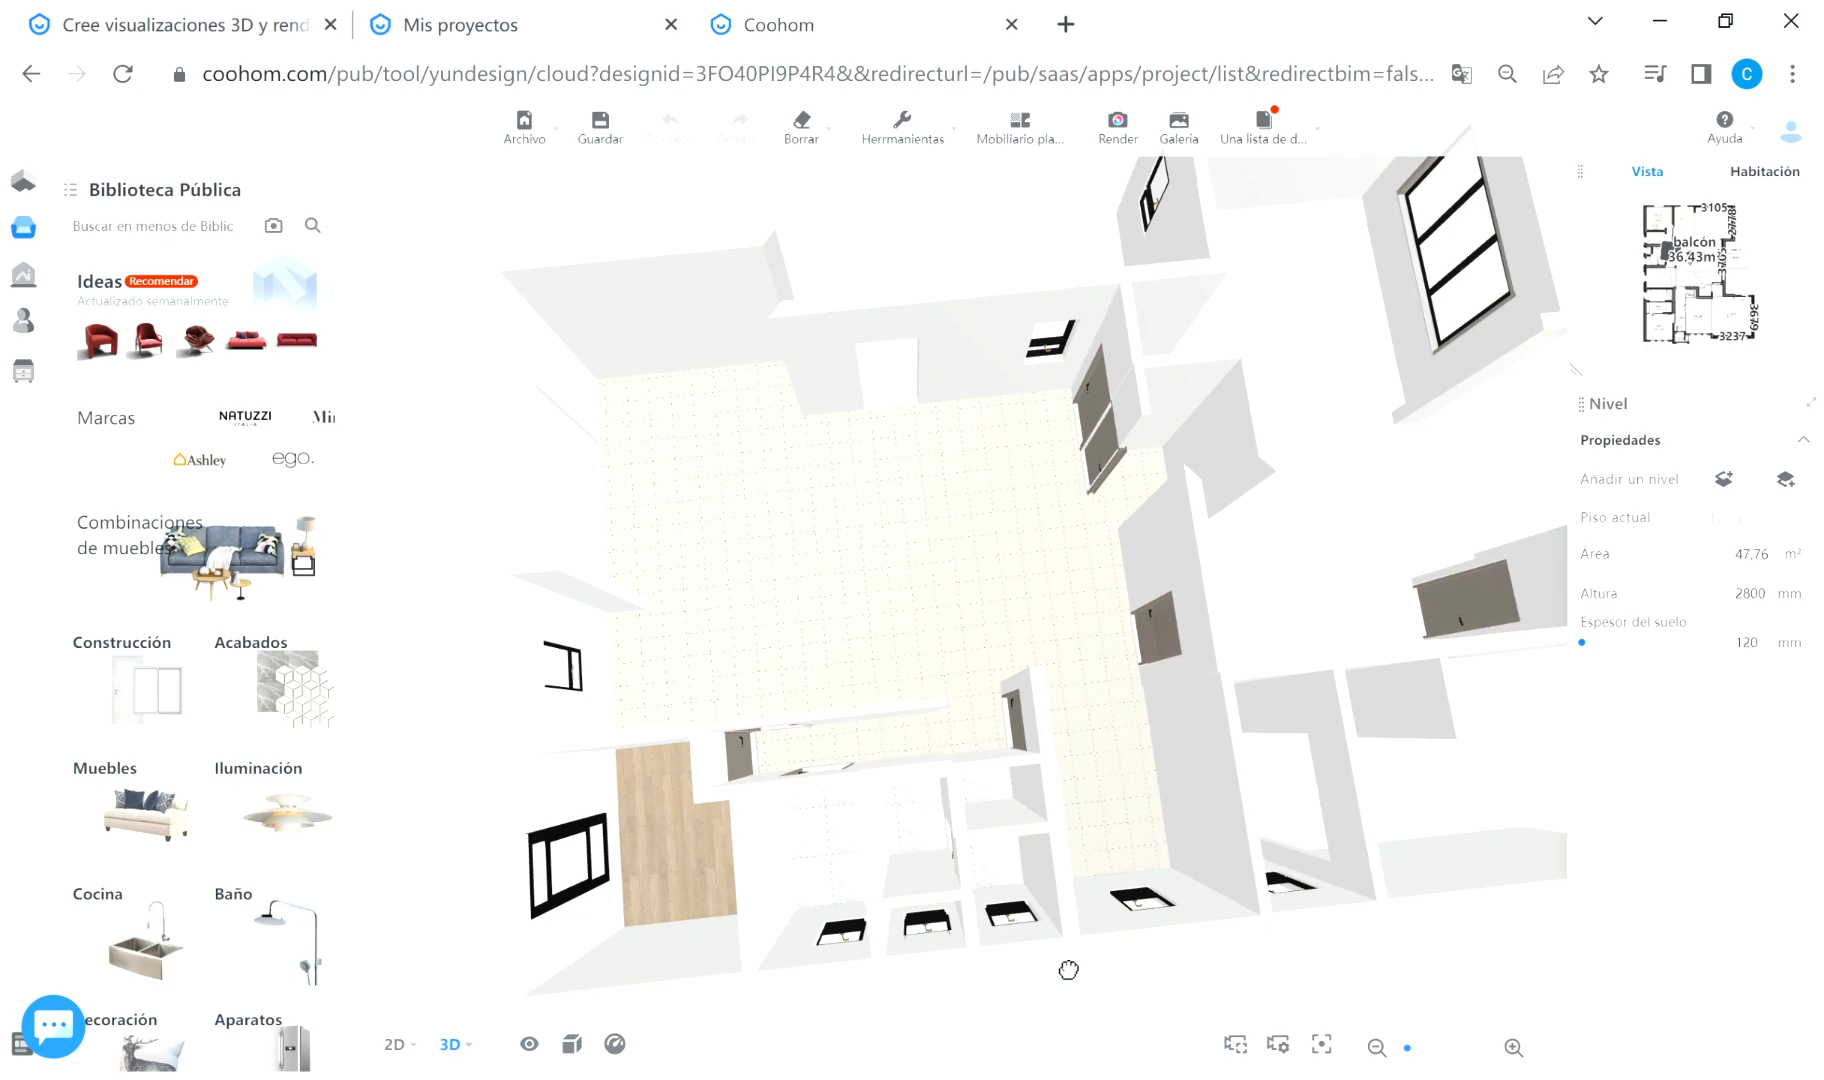 Cree visualizaciones 3D y rend
Mis proyectos
Coohom
coohom.com/pub/tool/yundesign/cloud?designid=3FO40PI9P4R4&&redirecturl=/pub/saas/apps/project/list&redirectbim=fals...
C
Archivo
Guardar
Borrar
Herrmanientas
Mobiliario pla...
Render
Galería
Una lista de d...
Ayuda
Biblioteca Pública
Buscar en menos de Biblic
Ideas
Recomendar
Actualizado semanalmente
Marcas
NATUZZI
ITALIA
Ashley
ego.
Combinaciones
de muebles
Construcción
Acabados
Muebles
Iluminación
Cocina
Baño
ecoración
Aparatos
2D
3D
Vista
Habitación
3105
balcón
36.43m²
3679
3237
Nivel
Propiedades
Añadir un nivel
Piso actual
Área
47.76 m²
Altura
2800 mm
Espesor del suelo
120 mm